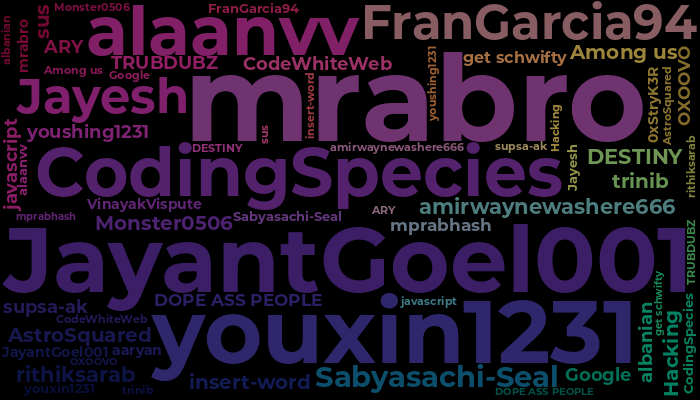 Monster0506
FranGarcia94
albanian
mrabro
sus
ARY
alaanvv
FranGarcia94
TRUBDUBZ
CodeWhiteWeb
get schwifty
Among us
OXOOVO
Among us
Google
Jayesh
mrabro
insert-word
youshing1231
0xStryK3R
AstroSquared
youshing1231
sus
Hacking
javascript
alaanvv
DESTINY
amirwaynewashere666
supsa-ak
Jayesh
DESTINY
rithiksarab
CodingSpecies
trinib
VinayakVispute
mprabhash
Monster0506
Sabyasachi-Seal
ARY
amirwaynewashere666
mprabhash
TRUBDUBZ
JayantGoel001
DOPE ASS PEOPLE
javascript
get schwifty
supsa-ak
CodeWhiteWeb
youxin1231
albanian
Hacking
CodingSpecies
AstroSquared
JayantGoel001
aaryan
oxoovo
rithiksarab
insert-word
Sabyasachi-Seal
Google
youxin1231
trinib
DOPE ASS PEOPLE